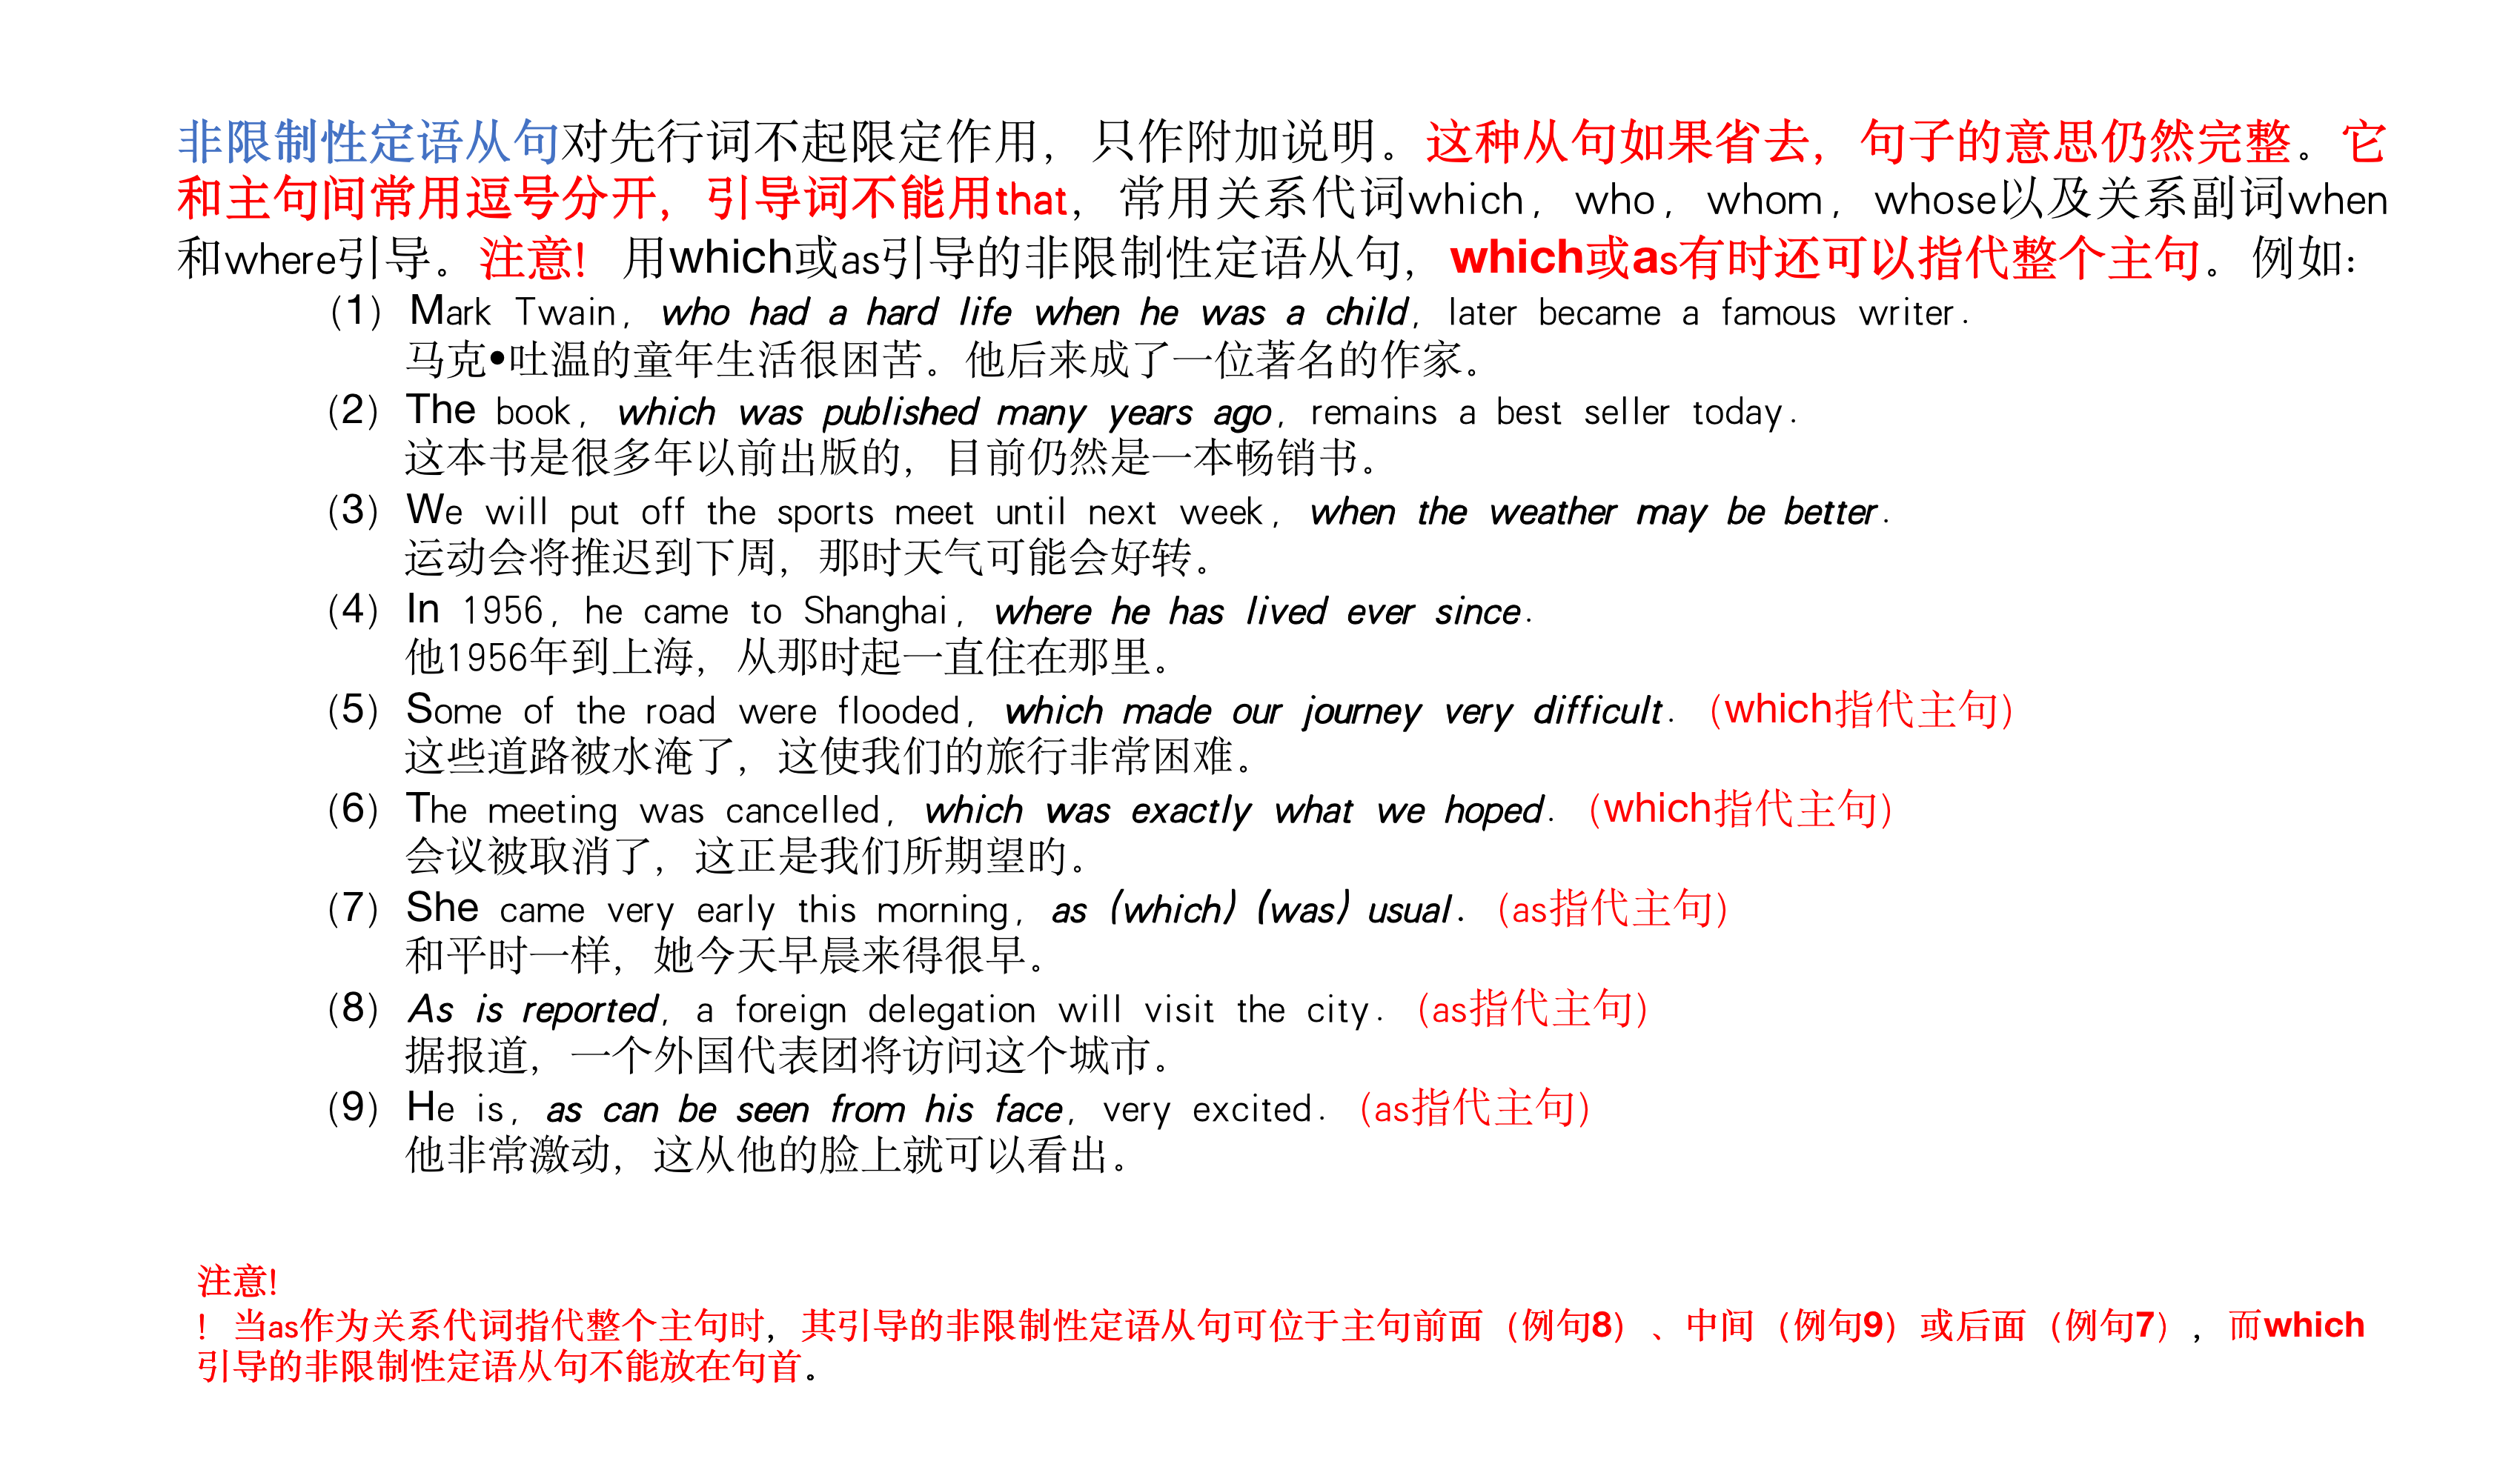 非限制性定语从句对先行词不起限定作用，只作附加说明。这种从句如果省去，句子的意思仍然完整。它
和主句间常用逗号分开，引导词不能用that，常用关系代词which，who，whom，whose以及关系副词when
和where引导。注意！用which或as引导的非限制性定语从句，which或as有时还可以指代整个主句。例如：
（1）Mark Twain, who had a hard life when he was a child, later became a famous writer.
马克•吐温的童年生活很困苦。他后来成了一位著名的作家。
（2）The book, which was published many years ago, remains a best seller today.
这本书是很多年以前出版的，目前仍然是一本畅销书。
（3）We will put off the sports meet until next week, when the weather may be better.
运动会将推迟到下周，那时天气可能会好转。
（4）In 1956, he came to Shanghai, where he has lived ever since.
他1956年到上海，从那时起一直住在那里。
（5）Some of the road were flooded, which made our journey very difficult.（which指代主句）
这些道路被水淹了，这使我们的旅行非常困难。
（6）The meeting was cancelled, which was exactly what we hoped.（which指代主句）
会议被取消了，这正是我们所期望旳。
（7）She came very early this morning, as (which) (was) usual.（as指代主句）
和平时一样，她今天早晨来得很早。
（8）As is reported, a foreign delegation will visit the city.（as指代主句）
据报道，一个外国代表团将访问这个城市。
（9）He is, as can be seen from his face, very excited.（as指代主句）
他非常激动，这从他的脸上就可以看出。
注意！
！当as作为关系代词指代整个主句时，其引导的非限制性定语从句可位于主句前面（例句8）、中间（例句9）或后面（例句7），而which
引导的非限制性定语从句不能放在句首。